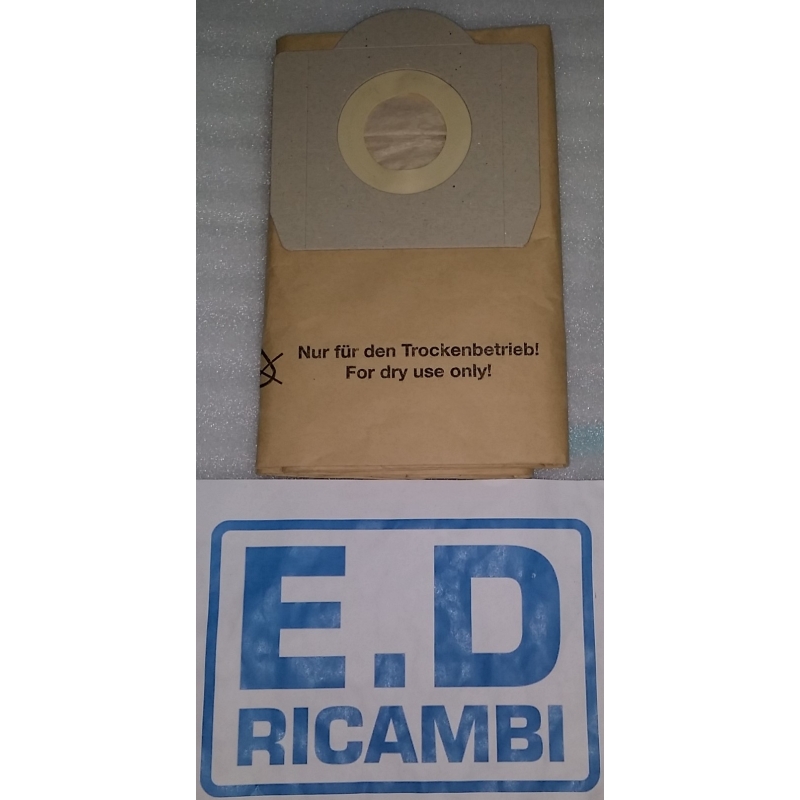 Nur für den Trockenbetrieb!
For dry use only!
E.D
RICAMBI